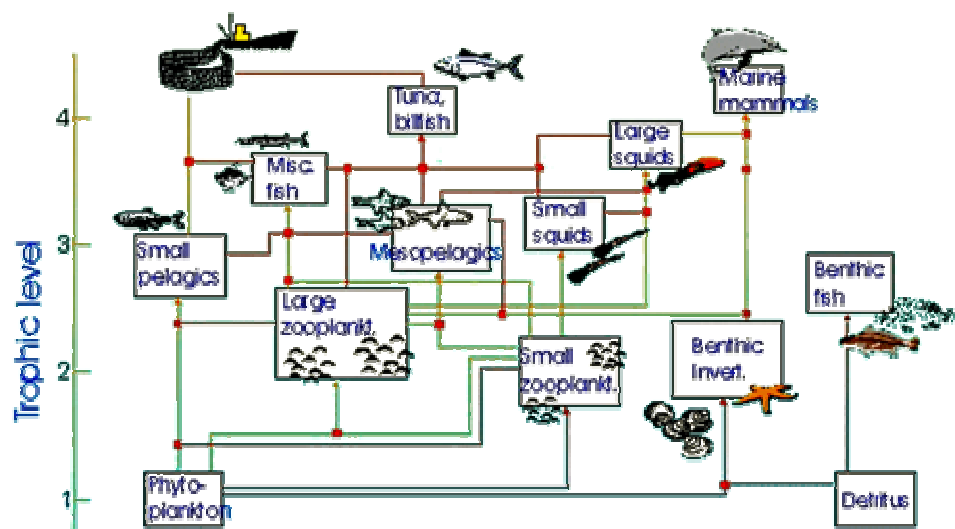 Trophic level
4
3
2
1
Tuna,
billfish
Marine
mammals
Large
squids
Misc.
fish
Small
squids
Small
pelagics
Mesopelagics
Benthic
fish
Large
zooplankt.
Small
zooplankt.
Benthic
Invert.
Phyto-
plankton
Detritus